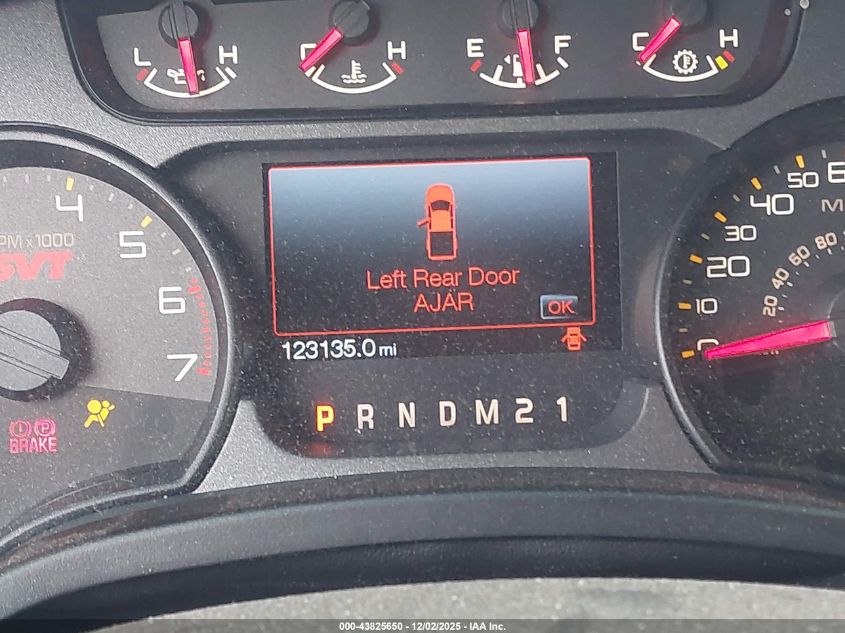 L H C H E F C H
4
PM x 1000
SVT
5
6
7
BRAKE
Left Rear Door
AJAR
OK
123135.0 mi
P R N D M 2 1
50
40
30
20
10
0
M
20 40 60 80
000-43825650 - 12/02/2025 - IAA Inc.